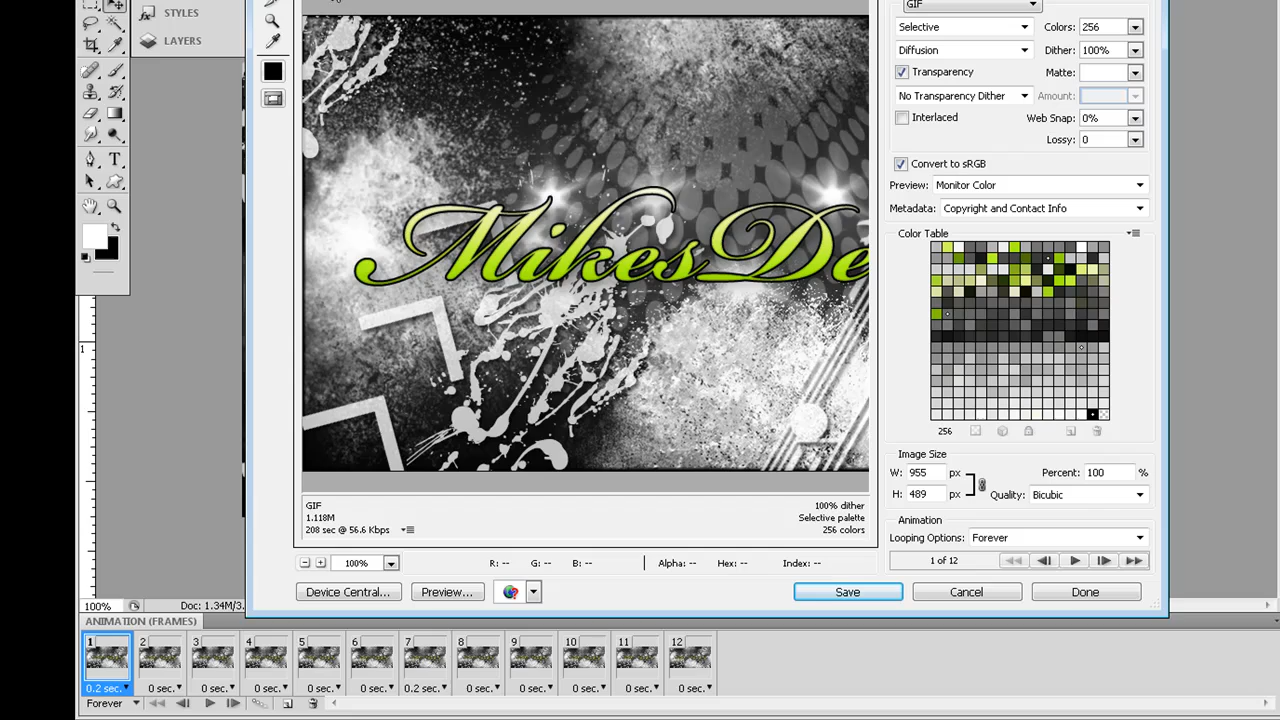 STYLES
LAYERS
GIF
Selective
Colors: 256
Diffusion
Dither: 100%
Transparency
Matte:
No Transparency Dither
Amount:
Interlaced
Web Snap: 0%
Lossy: 0
Convert to sRGB
Preview: Monitor Color
Metadata: Copyright and Contact Info
Color Table
256
MikesDe
Image Size
W: 955 px
Percent: 100 %
H: 489 px
Quality: Bicubic
GIF
100% dither
1.118M
Selective palette
208 sec @ 56.6 Kbps
256 colors
Animation
Looping Options: Forever
1 of 12
100%
R: --
G: --
B: --
Alpha: --
Hex: --
Index: --
Device Central...
Preview...
Save
Cancel
Done
1
100%
Doc: 1.34M/3.
ANIMATION (FRAMES)
1 2 3 4 5 6 7 8 9 10 11 12
0.2 sec. 0 sec. 0 sec. 0 sec. 0 sec. 0 sec. 0.2 sec. 0 sec. 0 sec. 0 sec. 0 sec. 0 sec.
Forever